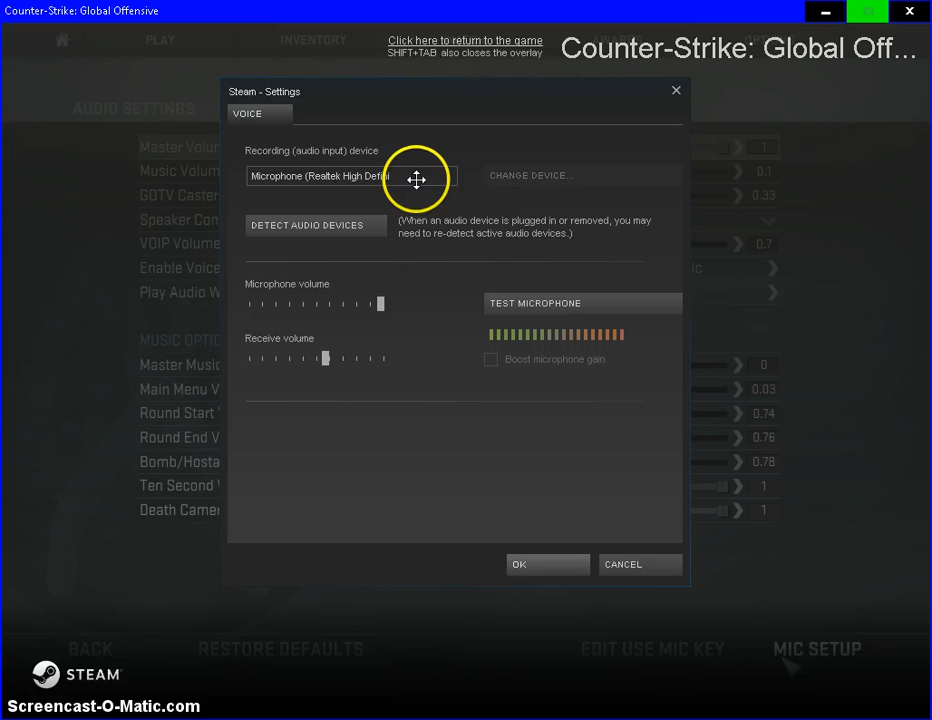 Counter-Strike: Global Offensive
PLAY
INVENTORY
Click here to return to the game
SHIFT+TAB also closes the overlay
Counter-Strike: Global Off...
Steam - Settings
VOICE
AUDIO SETTINGS
Recording (audio input) device
Master Volu
1
Microphone (Realtek High Defini
CHANGE DEVICE...
Music Volum
0.1
GOTV Caster
0.33
Speaker Con
DETECT AUDIO DEVICES
(When an audio device is plugged in or removed, you may
need to re-detect active audio devices.)
VOIP Volume
0.7
Enable Voice
ic
Play Audio W
Microphone volume
TEST MICROPHONE
MUSIC OPTIO
Receive volume
Boost microphone gain
Master Music
0
Main Menu V
0.03
Round Start
0.74
Round End V
0.76
Bomb/Hosta
0.78
Ten Second
1
Death Camer
1
OK
CANCEL
BACK
RESTORE DEFAULTS
EDIT USE MIC KEY
MIC SETUP
STEAM
Screencast-O-Matic.com